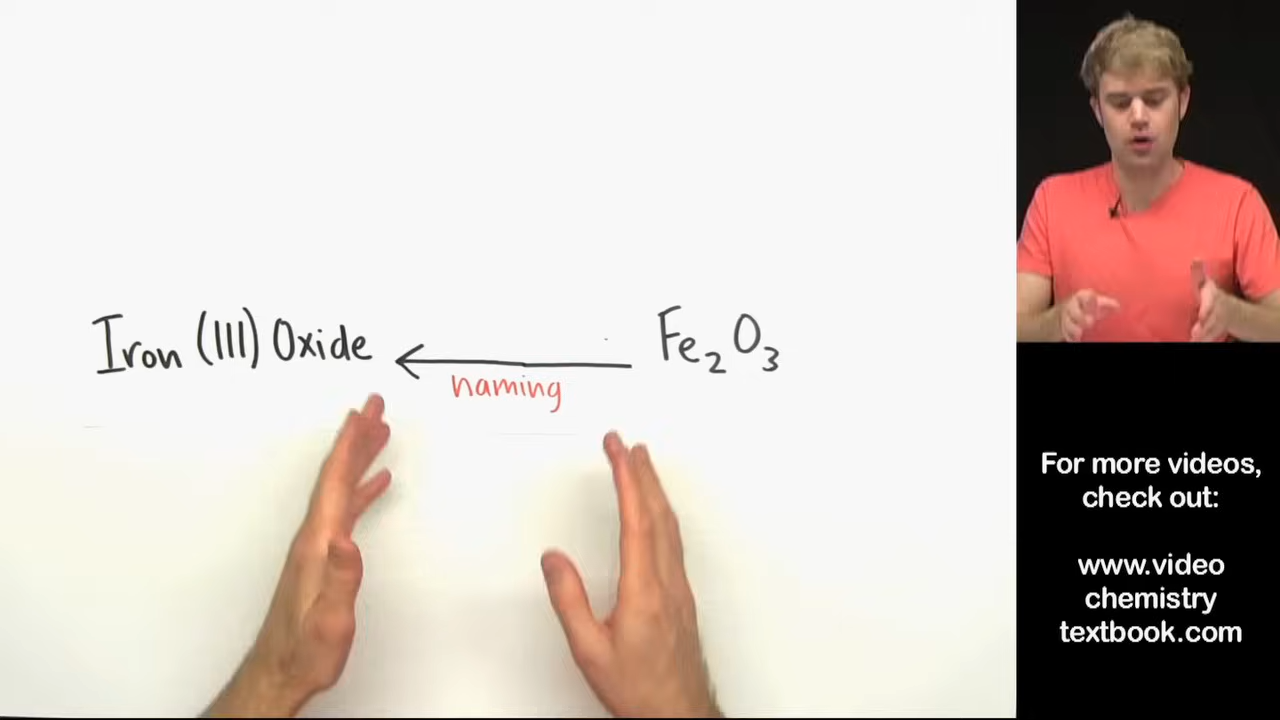 Iron (III) Oxide
Fe₂O₃
naming
For more videos,
check out:
www.video
chemistry
textbook.com